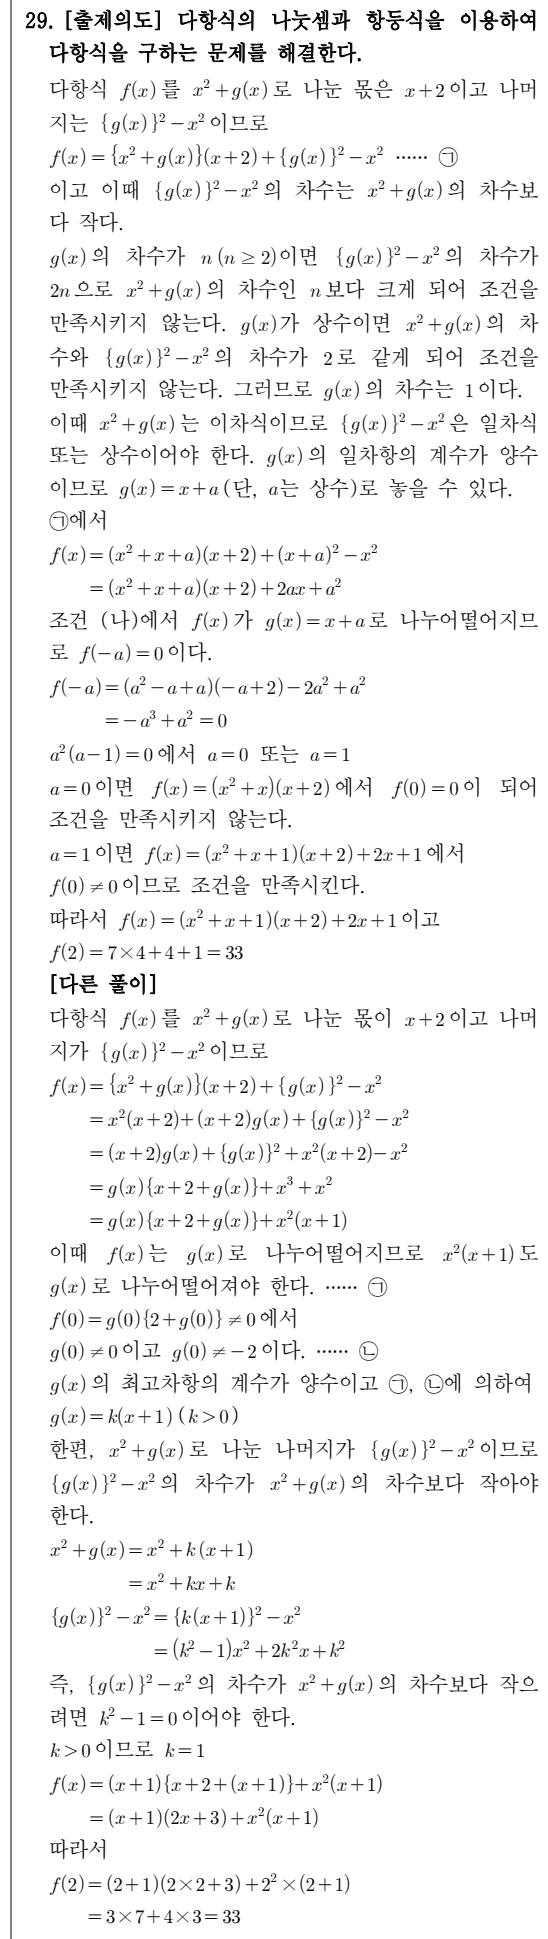 29. [출제의도] 다항식의 나눗셈과 항등식을 이용하여
다항식을 구하는 문제를 해결한다.
다항식 f(x)를 x²+g(x)로 나눈 몫은 x+2이고 나머
지는 {g(x)}²-x²이므로
f(x)={x²+g(x)}(x+2)+{g(x)}²-x² …… ㉠
이고 이때 {g(x)}²-x²의 차수는 x²+g(x)의 차수보
다 작다.
g(x)의 차수가 n(n≥2)이면 {g(x)}²-x²의 차수가
2n으로 x²+g(x)의 차수인 n보다 크게 되어 조건을
만족시키지 않는다. g(x)가 상수이면 x²+g(x)의 차
수와 {g(x)}²-x²의 차수가 2로 같게 되어 조건을
만족시키지 않는다. 그러므로 g(x)의 차수는 1이다.
이때 x²+g(x)는 이차식이므로 {g(x)}²-x²은 일차식
또는 상수이어야 한다. g(x)의 일차항의 계수가 양수
이므로 g(x)=x+a(단, a는 상수)로 놓을 수 있다.
㉠에서
f(x)=(x²+x+a)(x+2)+(x+a)²-x²
=(x²+x+a)(x+2)+2ax+a²
조건 (나)에서 f(x)가 g(x)=x+a로 나누어떨어지므
로 f(-a)=0이다.
f(-a)=(a²-a+a)(-a+2)-2a²+a²
=-a³+a²=0
a²(a-1)=0에서 a=0 또는 a=1
a=0이면 f(x)=(x²+x)(x+2)에서 f(0)=0이 되어
조건을 만족시키지 않는다.
a=1이면 f(x)=(x²+x+1)(x+2)+2x+1에서
f(0)≠0이므로 조건을 만족시킨다.
따라서 f(x)=(x²+x+1)(x+2)+2x+1이고
f(2)=7×4+4+1=33
[다른 풀이]
다항식 f(x)를 x²+g(x)로 나눈 몫이 x+2이고 나머
지가 {g(x)}²-x²이므로
f(x)={x²+g(x)}(x+2)+{g(x)}²-x²
=x²(x+2)+(x+2)g(x)+{g(x)}²-x²
=(x+2)g(x)+{g(x)}²+x²(x+2)-x²
=g(x){x+2+g(x)}+x³+x²
=g(x){x+2+g(x)}+x²(x+1)
이때 f(x)는 g(x)로 나누어떨어지므로 x²(x+1)도
g(x)로 나누어떨어져야 한다. …… ㉠
f(0)=g(0){2+g(0)}≠0에서
g(0)≠0이고 g(0)≠-2이다. …… ㉡
g(x)의 최고차항의 계수가 양수이고 ㉠, ㉡에 의하여
g(x)=k(x+1)(k>0)
한편, x²+g(x)로 나눈 나머지가 {g(x)}²-x²이므로
{g(x)}²-x²의 차수가 x²+g(x)의 차수보다 작아야
한다.
x²+g(x)=x²+k(x+1)
=x²+kx+k
{g(x)}²-x²={k(x+1)}²-x²
=(k²-1)x²+2k²x+k²
즉, {g(x)}²-x²의 차수가 x²+g(x)의 차수보다 작으
려면 k²-1=0이어야 한다.
k>0이므로 k=1
f(x)=(x+1){x+2+(x+1)}+x²(x+1)
=(x+1)(2x+3)+x²(x+1)
따라서
f(2)=(2+1)(2×2+3)+2²×(2+1)
=3×7+4×3=33